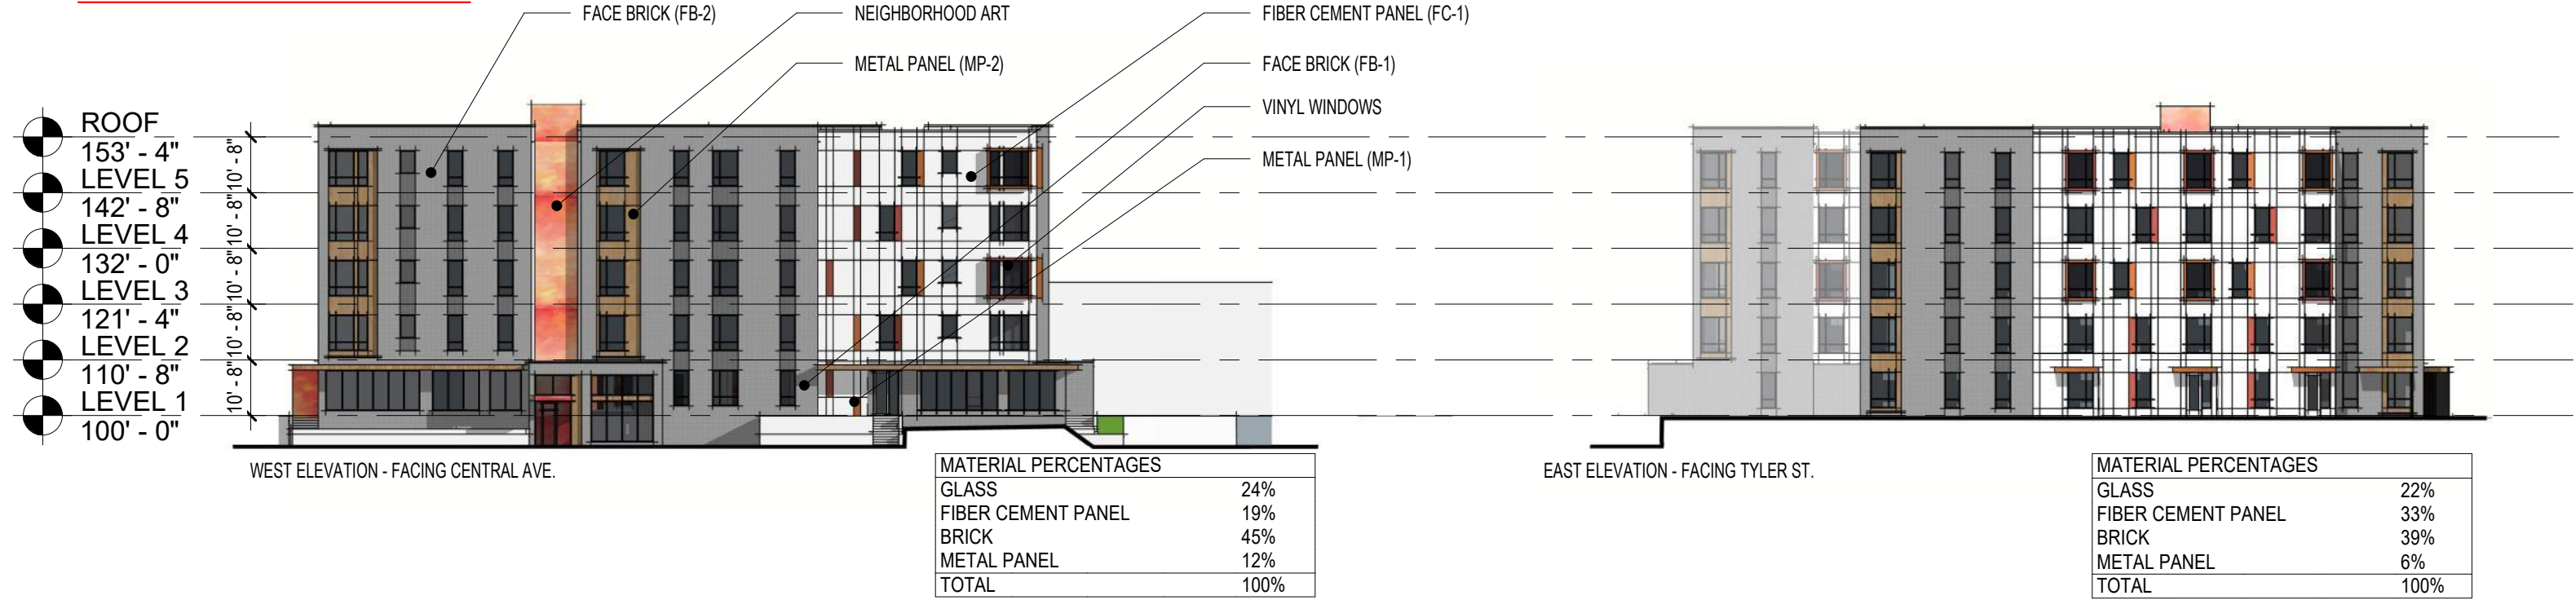 FACE BRICK (FB-2)
NEIGHBORHOOD ART
FIBER CEMENT PANEL (FC-1)
METAL PANEL (MP-2)
FACE BRICK (FB-1)
VINYL WINDOWS
METAL PANEL (MP-1)
ROOF
153' - 4"
10' - 8"
LEVEL 5
142' - 8"
10' - 8"
LEVEL 4
132' - 0"
10' - 8"
LEVEL 3
121' - 4"
10' - 8"
LEVEL 2
110' - 8"
10' - 8"
LEVEL 1
100' - 0"
WEST ELEVATION - FACING CENTRAL AVE.
MATERIAL PERCENTAGES
GLASS 24%
FIBER CEMENT PANEL 19%
BRICK 45%
METAL PANEL 12%
TOTAL 100%
EAST ELEVATION - FACING TYLER ST.
MATERIAL PERCENTAGES
GLASS 22%
FIBER CEMENT PANEL 33%
BRICK 39%
METAL PANEL 6%
TOTAL 100%